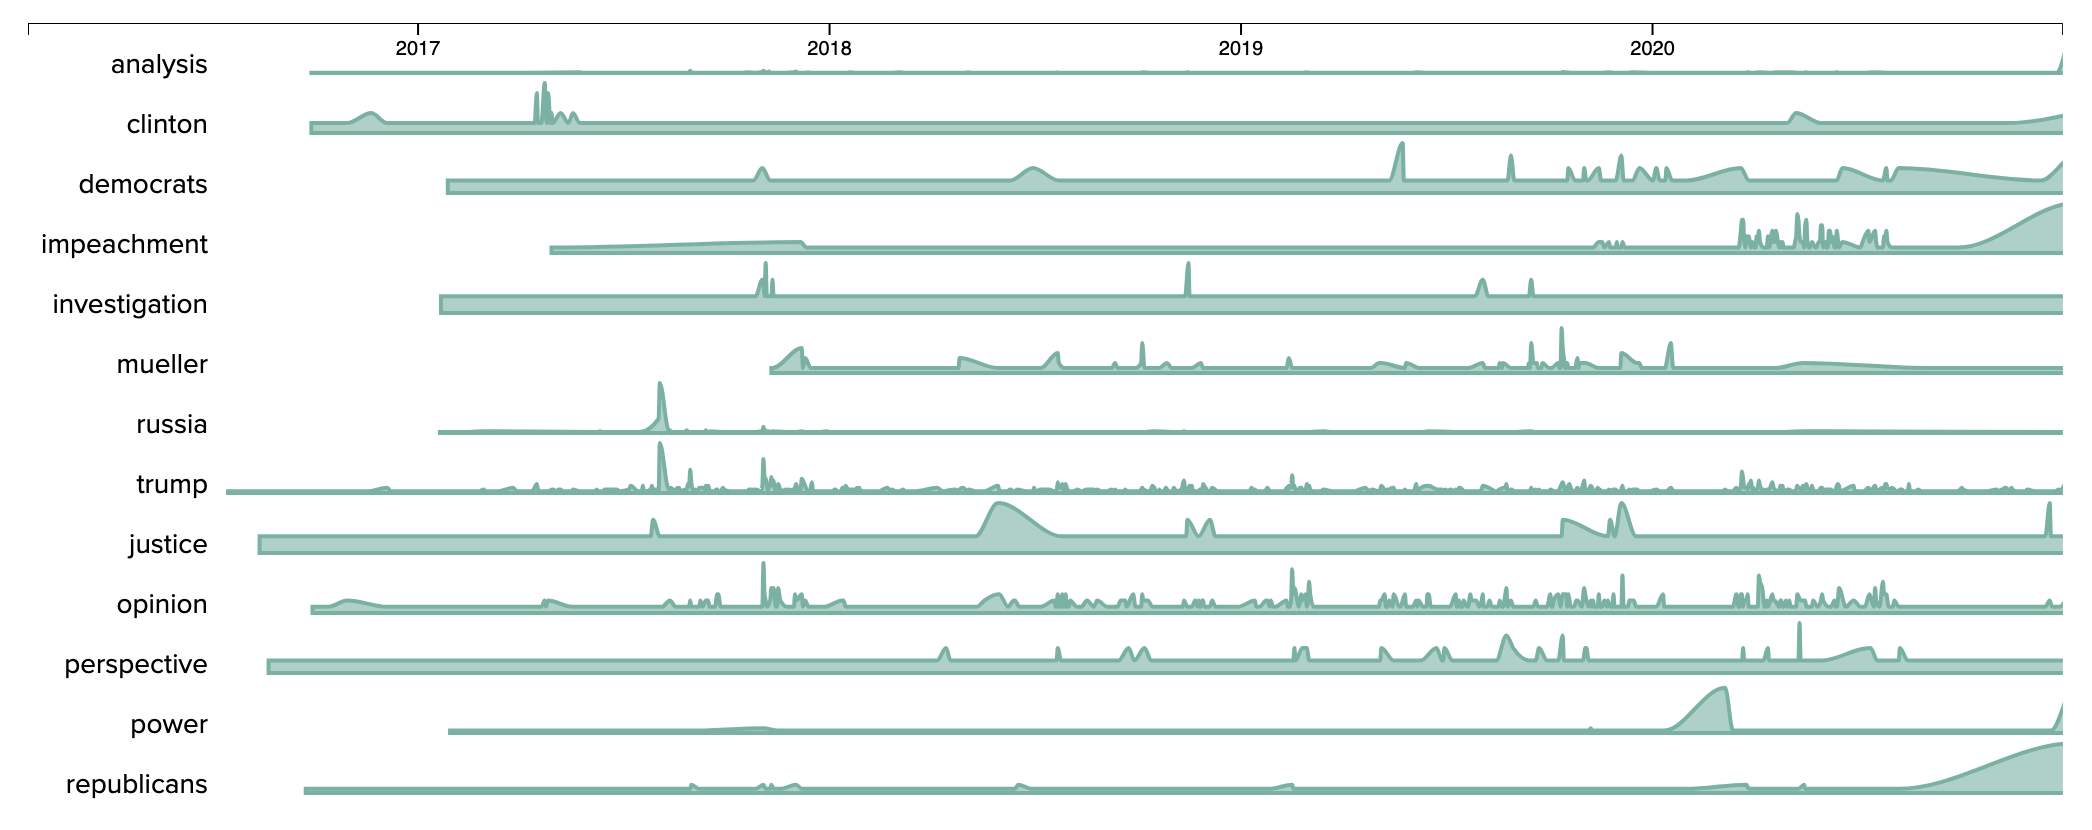 2017 2018 2019 2020
analysis
clinton
democrats
impeachment
investigation
mueller
russia
trump
justice
opinion
perspective
power
republicans